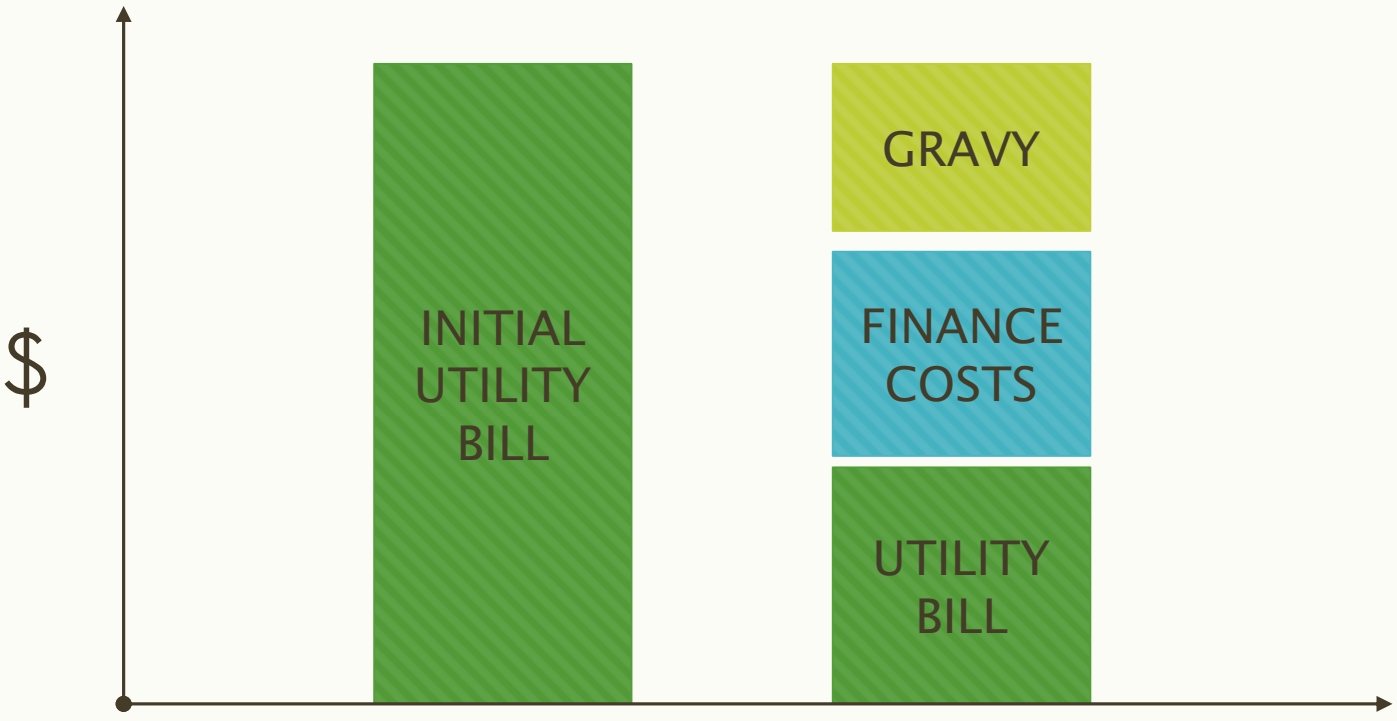 $
INITIAL
UTILITY
BILL
GRAVY
FINANCE
COSTS
UTILITY
BILL